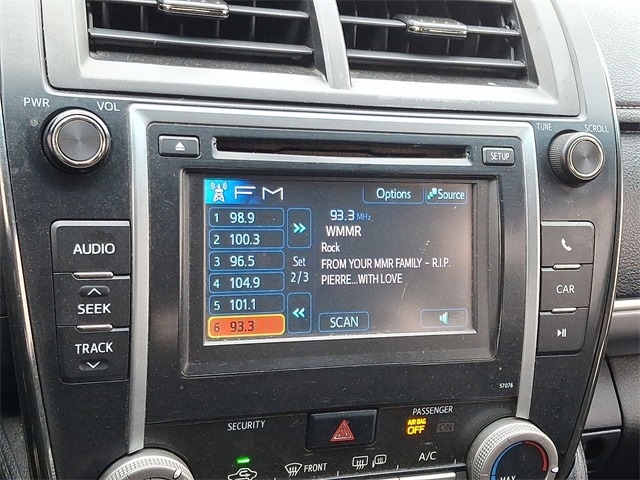 PWR
VOL
TUNE
SCROLL
SETUP
FM
Options
Source
1 98.9
2 100.3
3 96.5
4 104.9
5 101.1
6 93.3
Set
2/3
93.3 MHz
WMMR
Rock
FROM YOUR MMR FAMILY - R.I.P.
PIERRE...WITH LOVE
SCAN
AUDIO
SEEK
TRACK
CAR
57076
SECURITY
PASSENGER
AIR BAG
OFF
ON
FRONT
A/C
MAX